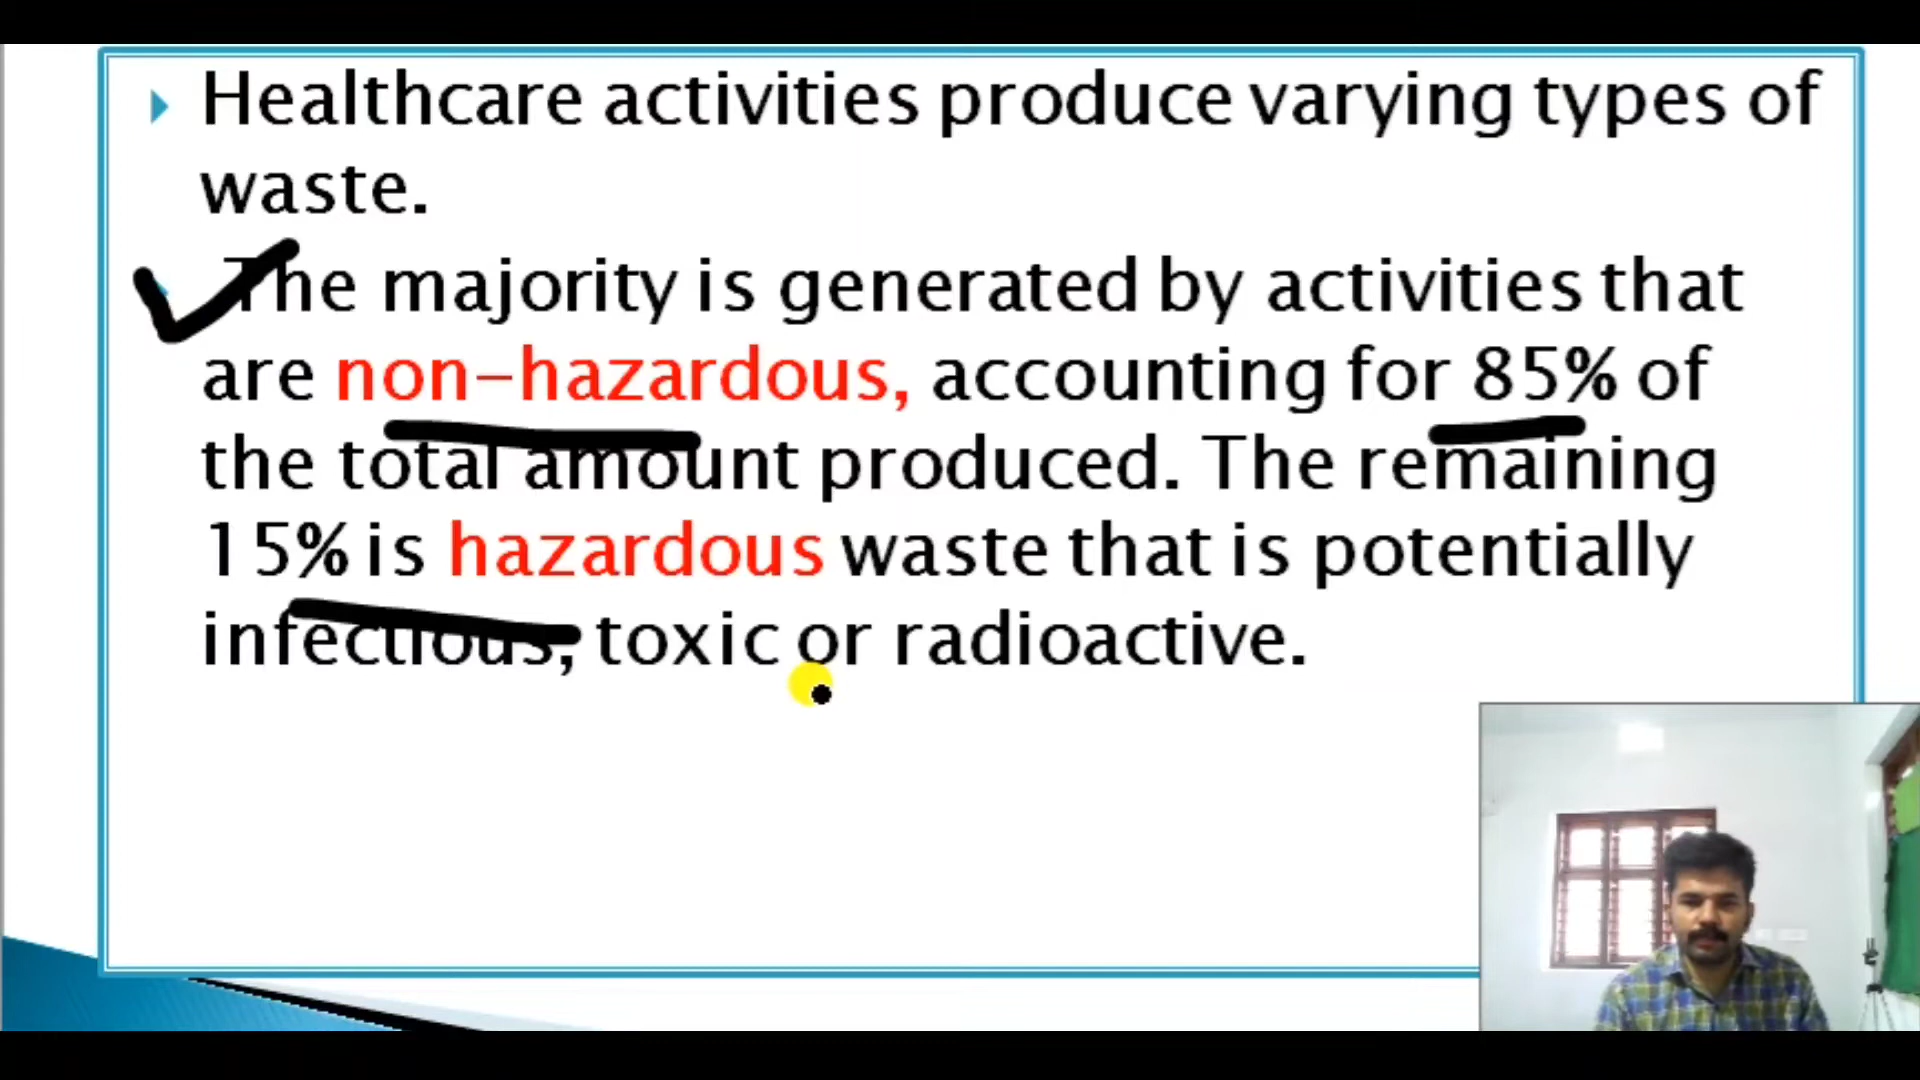 Healthcare activities produce varying types of
waste.
The majority is generated by activities that
are non-hazardous, accounting for 85% of
the total amount produced. The remaining
15% is hazardous waste that is potentially
infectious, toxic or radioactive.